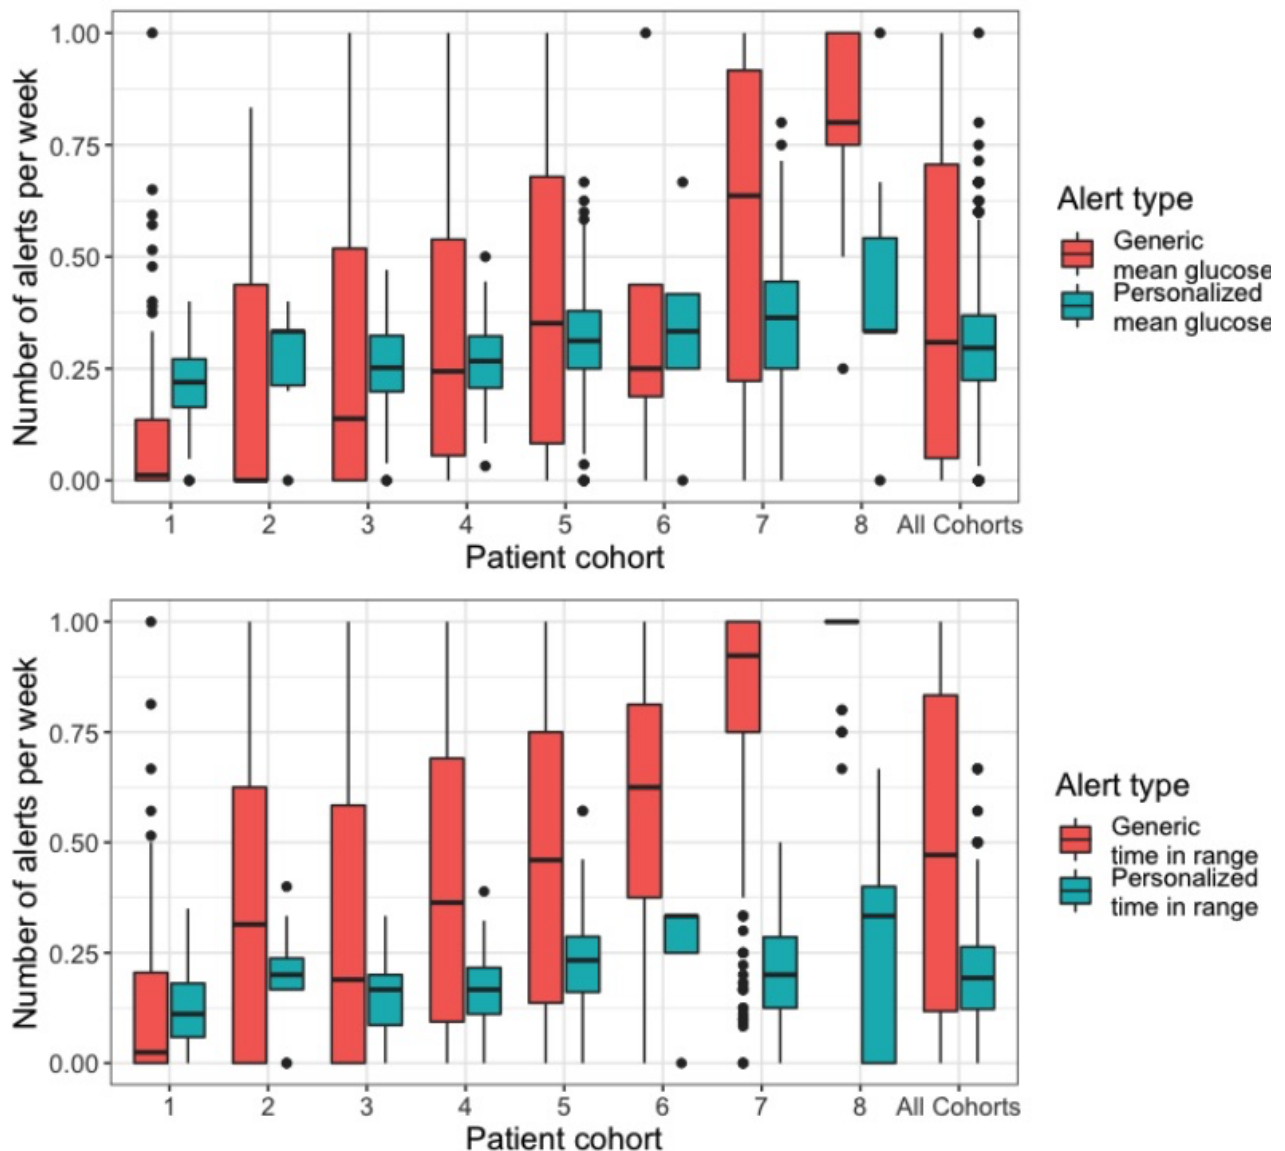 Number of alerts per week
1.00
0.75
0.50
0.25
0.00
1 2 3 4 5 6 7 8 All Cohorts
Patient cohort
Alert type
Generic
mean glucose
Personalized
mean glucose
Number of alerts per week
1.00
0.75
0.50
0.25
0.00
1 2 3 4 5 6 7 8 All Cohorts
Patient cohort
Alert type
Generic
time in range
Personalized
time in range